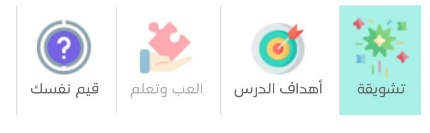 تشويقة
أهداف الدرس
العب وتعلم
قيم نفسك